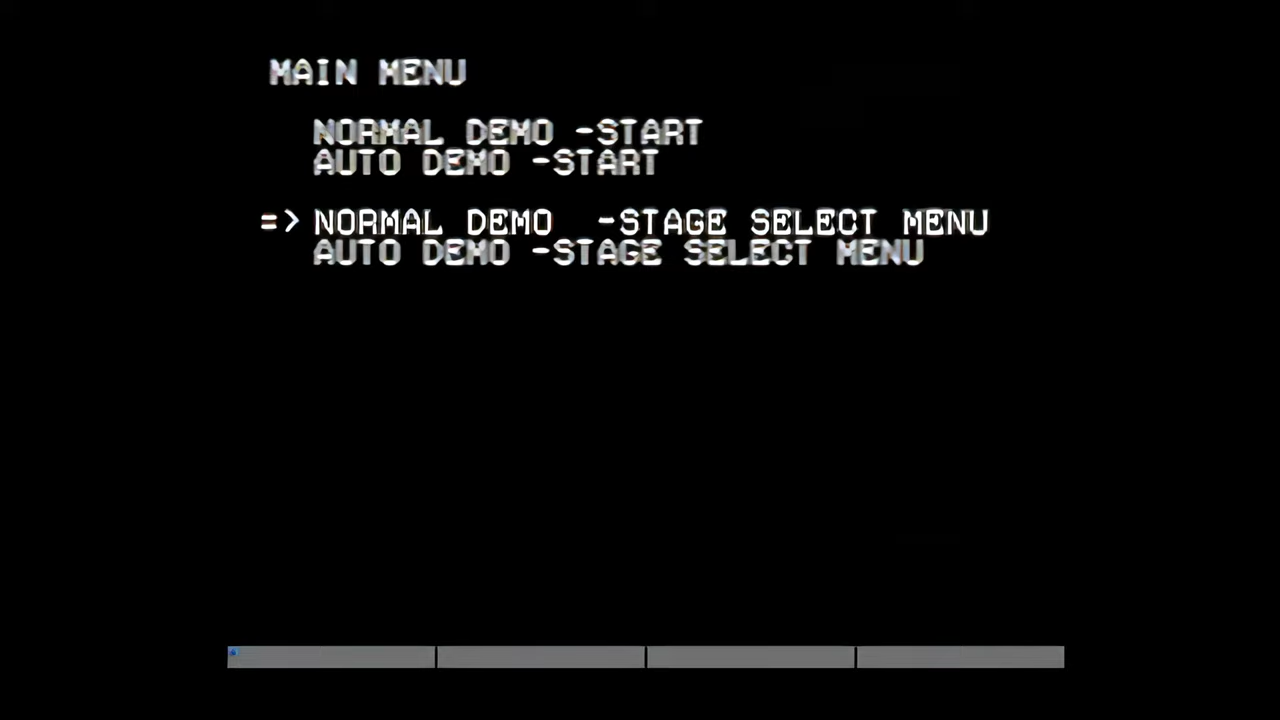 MAIN MENU
NORMAL DEMO -START
AUTO DEMO -START
=> NORMAL DEMO -STAGE SELECT MENU
AUTO DEMO -STAGE SELECT MENU